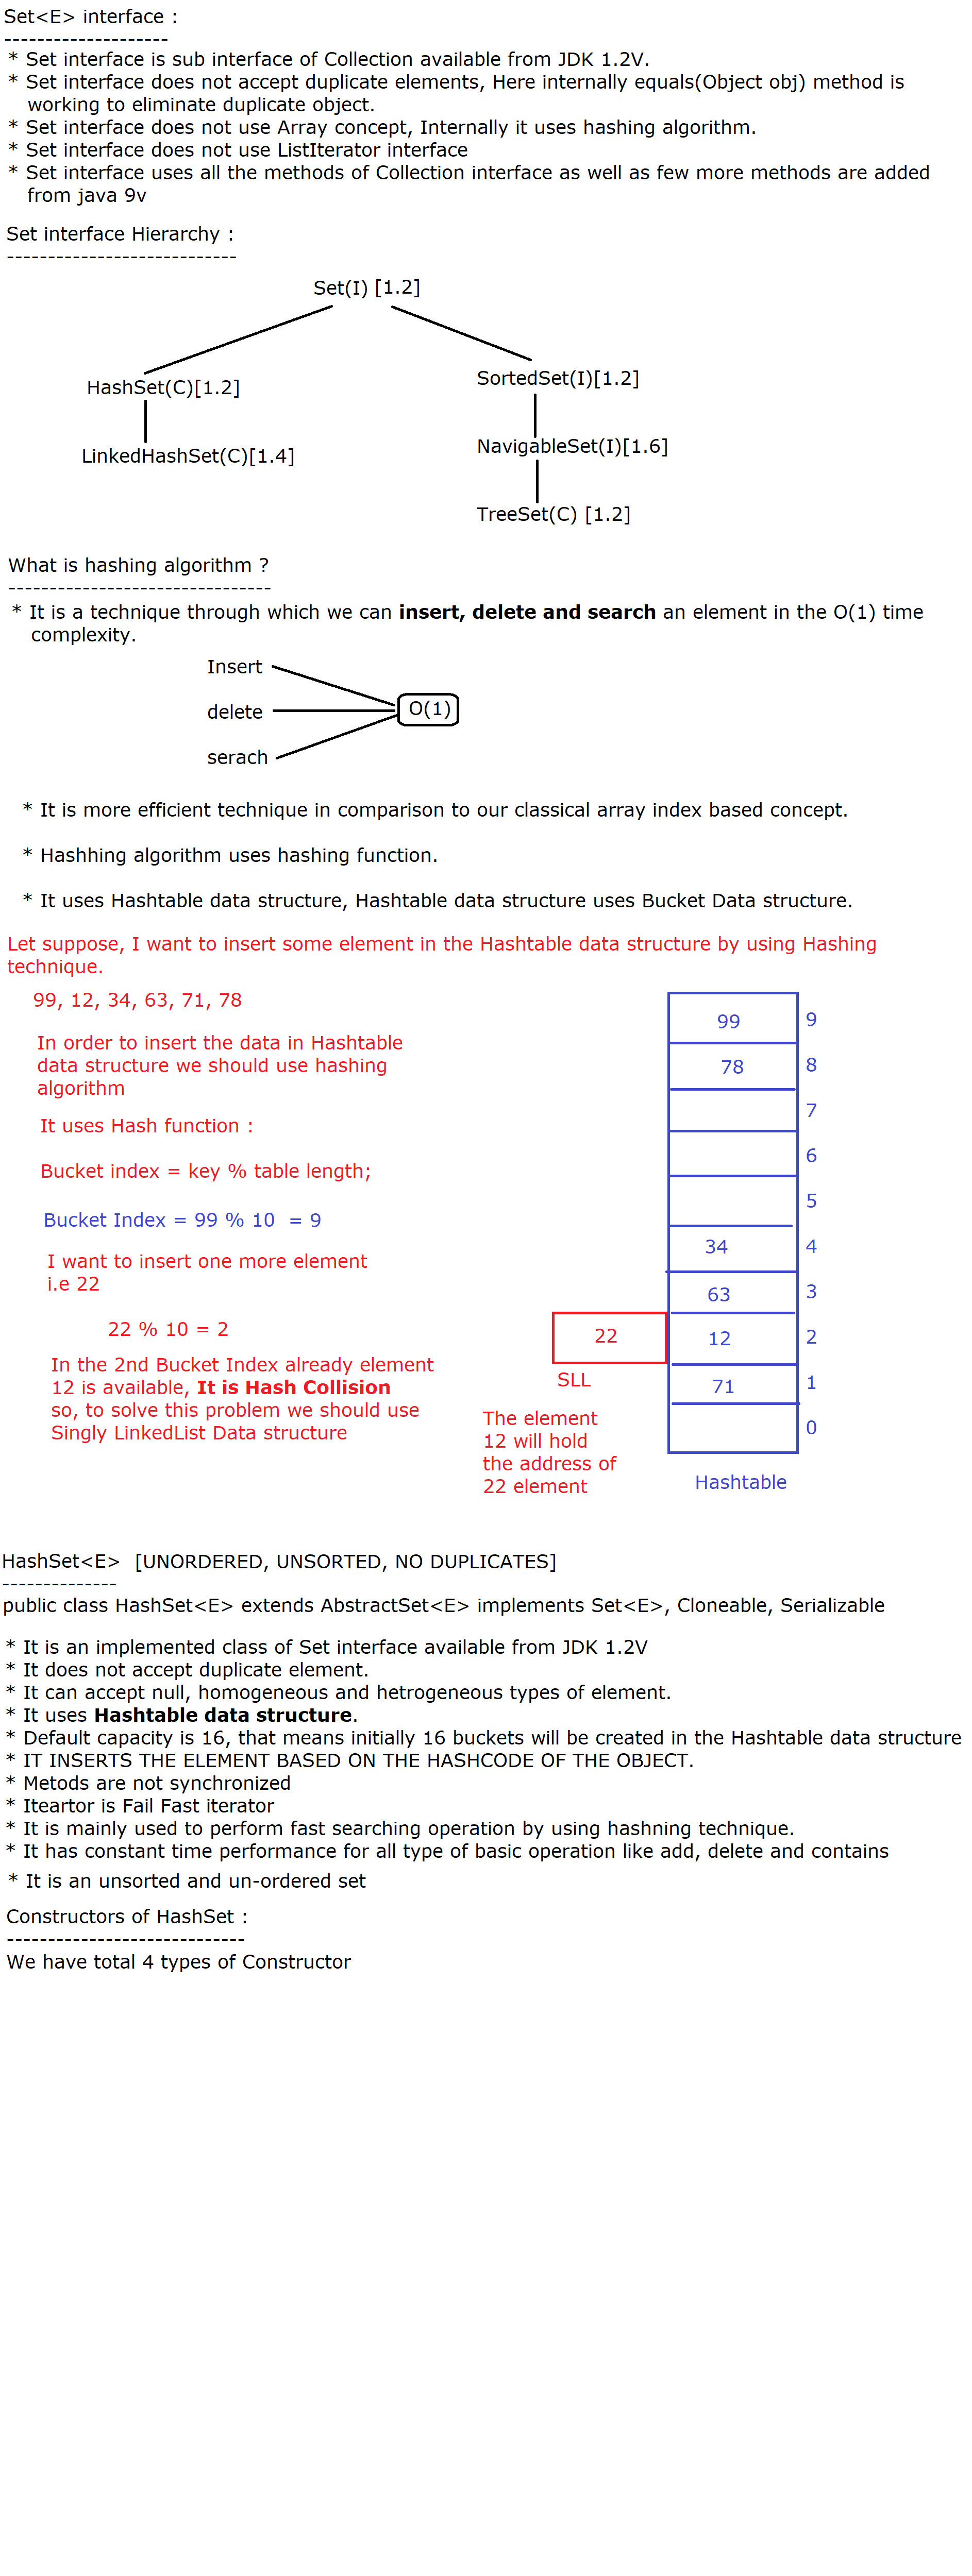 Set<E> interface :
--------------------
* Set interface is sub interface of Collection available from JDK 1.2V.
* Set interface does not accept duplicate elements, Here internally equals(Object obj) method is
working to eliminate duplicate object.
* Set interface does not use Array concept, Internally it uses hashing algorithm.
* Set interface does not use ListIterator interface
* Set interface uses all the methods of Collection interface as well as few more methods are added
from java 9v
Set interface Hierarchy :
----------------------------
Set(I) [1.2]
HashSet(C)[1.2]
SortedSet(I)[1.2]
LinkedHashSet(C)[1.4]
NavigableSet(I)[1.6]
TreeSet(C) [1.2]
What is hashing algorithm ?
--------------------------------
* It is a technique through which we can insert, delete and search an element in the O(1) time
complexity.
Insert
delete
O(1)
serach
* It is more efficient technique in comparison to our classical array index based concept.
* Hashhing algorithm uses hashing function.
* It uses Hashtable data structure, Hashtable data structure uses Bucket Data structure.
Let suppose, I want to insert some element in the Hashtable data structure by using Hashing
technique.
99, 12, 34, 63, 71, 78
In order to insert the data in Hashtable
data structure we should use hashing
algorithm
It uses Hash function :
Bucket index = key % table length;
Bucket Index = 99 % 10  = 9
I want to insert one more element
i.e 22
22 % 10 = 2
In the 2nd Bucket Index already element
12 is available, It is Hash Collision
so, to solve this problem we should use
Singly LinkedList Data structure
99 9
78 8
7
6
5
34 4
63 3
22 12 2
SLL
71 1
0
The element
12 will hold
the address of
22 element
Hashtable
HashSet<E>  [UNORDERED, UNSORTED, NO DUPLICATES]
--------------
public class HashSet<E> extends AbstractSet<E> implements Set<E>, Cloneable, Serializable
* It is an implemented class of Set interface available from JDK 1.2V
* It does not accept duplicate element.
* It can accept null, homogeneous and hetrogeneous types of element.
* It uses Hashtable data structure.
* Default capacity is 16, that means initially 16 buckets will be created in the Hashtable data structure
* IT INSERTS THE ELEMENT BASED ON THE HASHCODE OF THE OBJECT.
* Metods are not synchronized
* Iteartor is Fail Fast iterator
* It is mainly used to perform fast searching operation by using hashning technique.
* It has constant time performance for all type of basic operation like add, delete and contains
* It is an unsorted and un-ordered set
Constructors of HashSet :
-----------------------------
We have total 4 types of Constructor